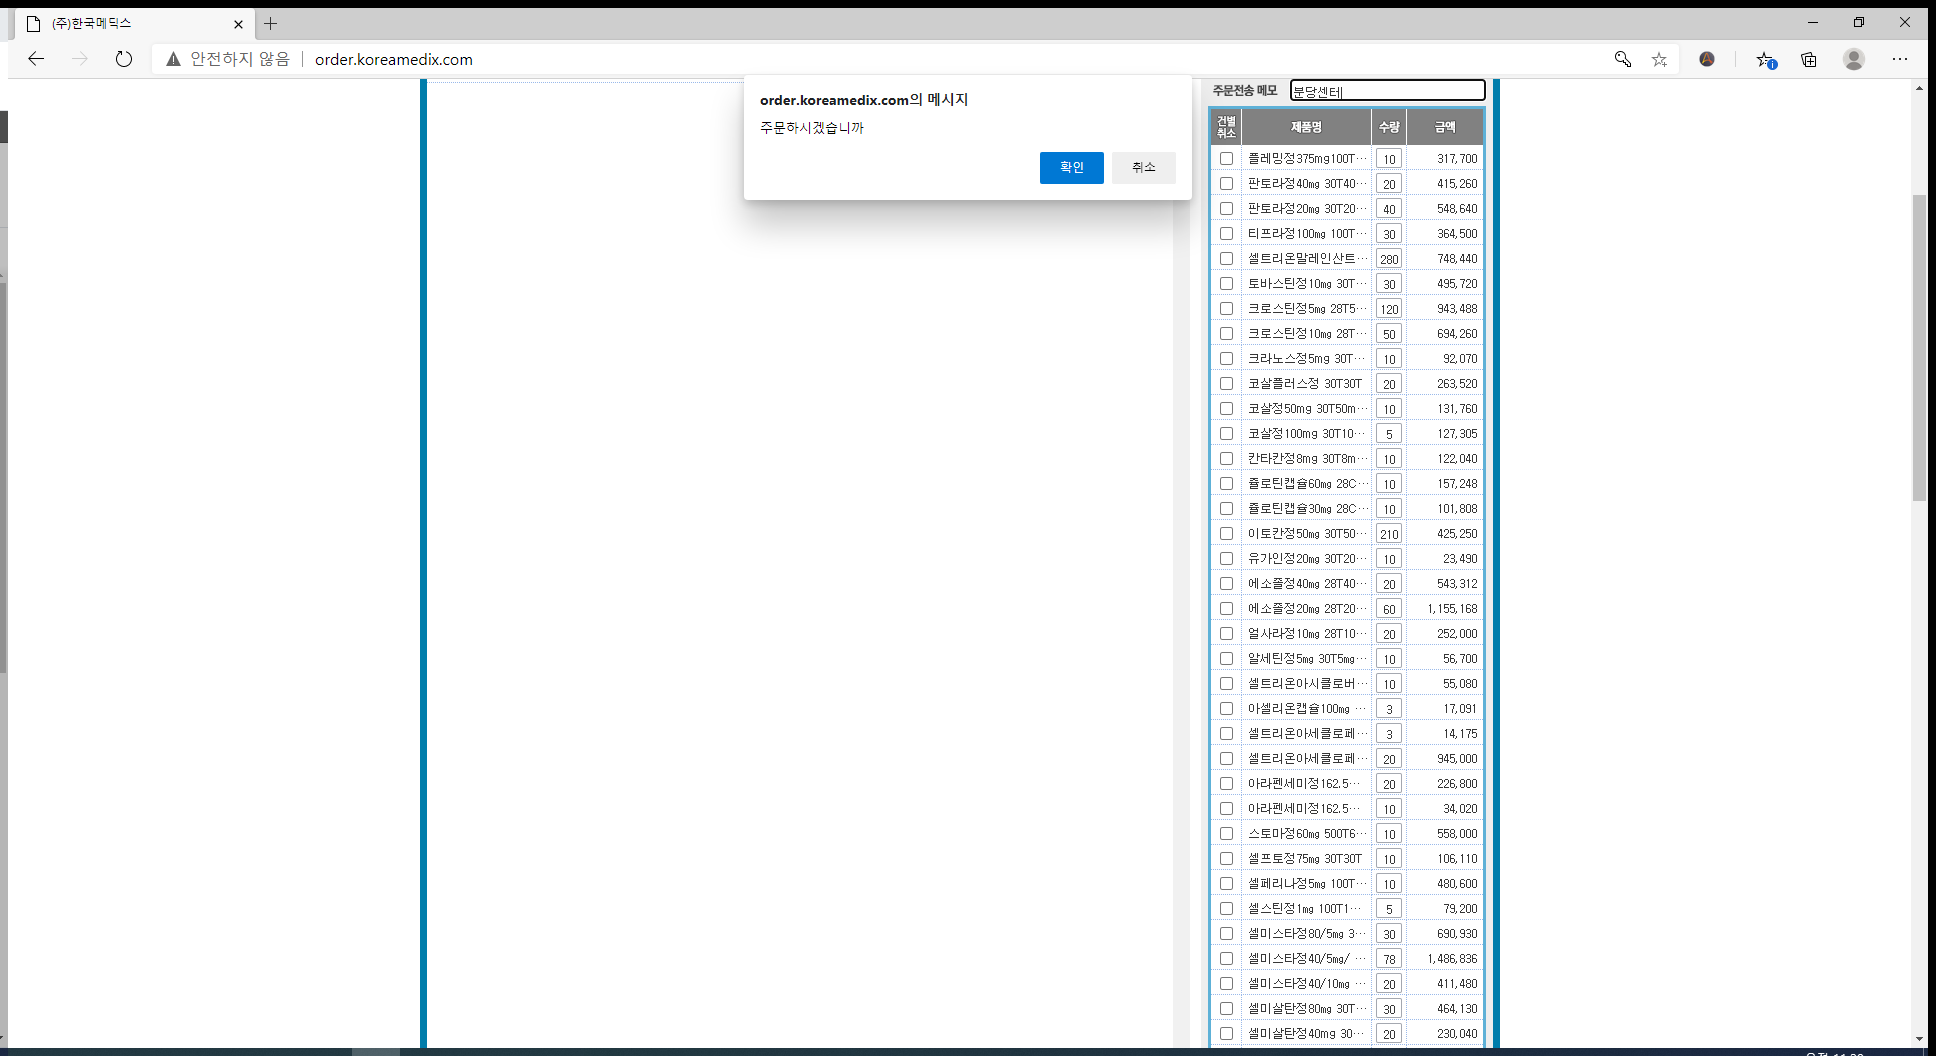 (주)한국메딕스
안전하지 않음 order.koreamedix.com
order.koreamedix.com의 메시지
주문하시겠습니까
확인 취소
주문전송 메모 분당센터
건별취소 제품명 수량 금액
플레밍정375mg100T··· 10 317,700
판토라정40mg 30T40··· 20 415,260
판토라정20mg 30T20··· 40 548,640
티프라정100mg 100T··· 30 364,500
셀트리온말레인산트··· 280 748,440
토바스틴정10mg 30T··· 30 495,720
크로스틴정5mg 28T5··· 120 943,488
크로스틴정10mg 28T··· 50 694,260
크라노스정5mg 30T··· 10 92,070
코살플러스정 30T30T 20 263,520
코살정50mg 30T50m··· 10 131,760
코살정100mg 30T10··· 5 127,305
칸타칸정8mg 30T8m··· 10 122,040
쥴로틴캡슐60mg 28C··· 10 157,248
쥴로틴캡슐30mg 28C··· 10 101,808
이토칸정50mg 30T50··· 210 425,250
유가인정20mg 30T20··· 10 23,490
에소플정40mg 28T40··· 20 543,312
에소플정20mg 28T20··· 60 1,155,168
얼사라정10mg 28T10··· 20 252,000
알세틴정5mg 30T5mg··· 10 56,700
셀트리온아시클로버··· 10 55,080
아셀리온캡슐100mg ··· 3 17,091
셀트리온아세클로페··· 3 14,175
셀트리온아세클로페··· 20 945,000
아라펜세미정162.5··· 20 226,800
아라펜세미정162.5··· 10 34,020
스토마정60mg 500T6··· 10 558,000
셀프토정75mg 30T30T 10 106,110
셀페리나정5mg 100T··· 10 480,600
셀스틴정1mg 100T1··· 5 79,200
셀미스타정80/5mg 3··· 30 690,930
셀미스타정40/5mg/ ··· 78 1,486,836
셀미스타정40/10mg ··· 20 411,480
셀미살탄정80mg 30T··· 30 464,130
셀미살탄정40mg 30··· 20 230,040